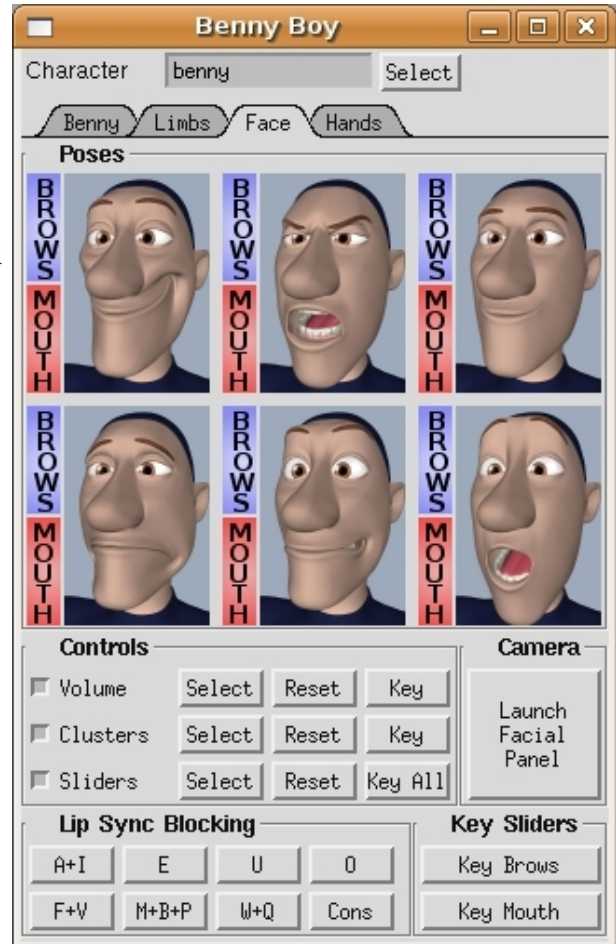 Benny Boy
Character benny Select
Benny Limbs Face Hands
Poses
BROWS BROWS BROWS
MOUTH MOUTH MOUTH
BROWS BROWS BROWS
MOUTH MOUTH MOUTH
Controls Camera
Volume Select Reset Key
Clusters Select Reset Key
Sliders Select Reset Key All
Launch
Facial
Panel
Lip Sync Blocking Key Sliders
A+I E U O Key Brows
F+V M+B+P W+Q Cons Key Mouth